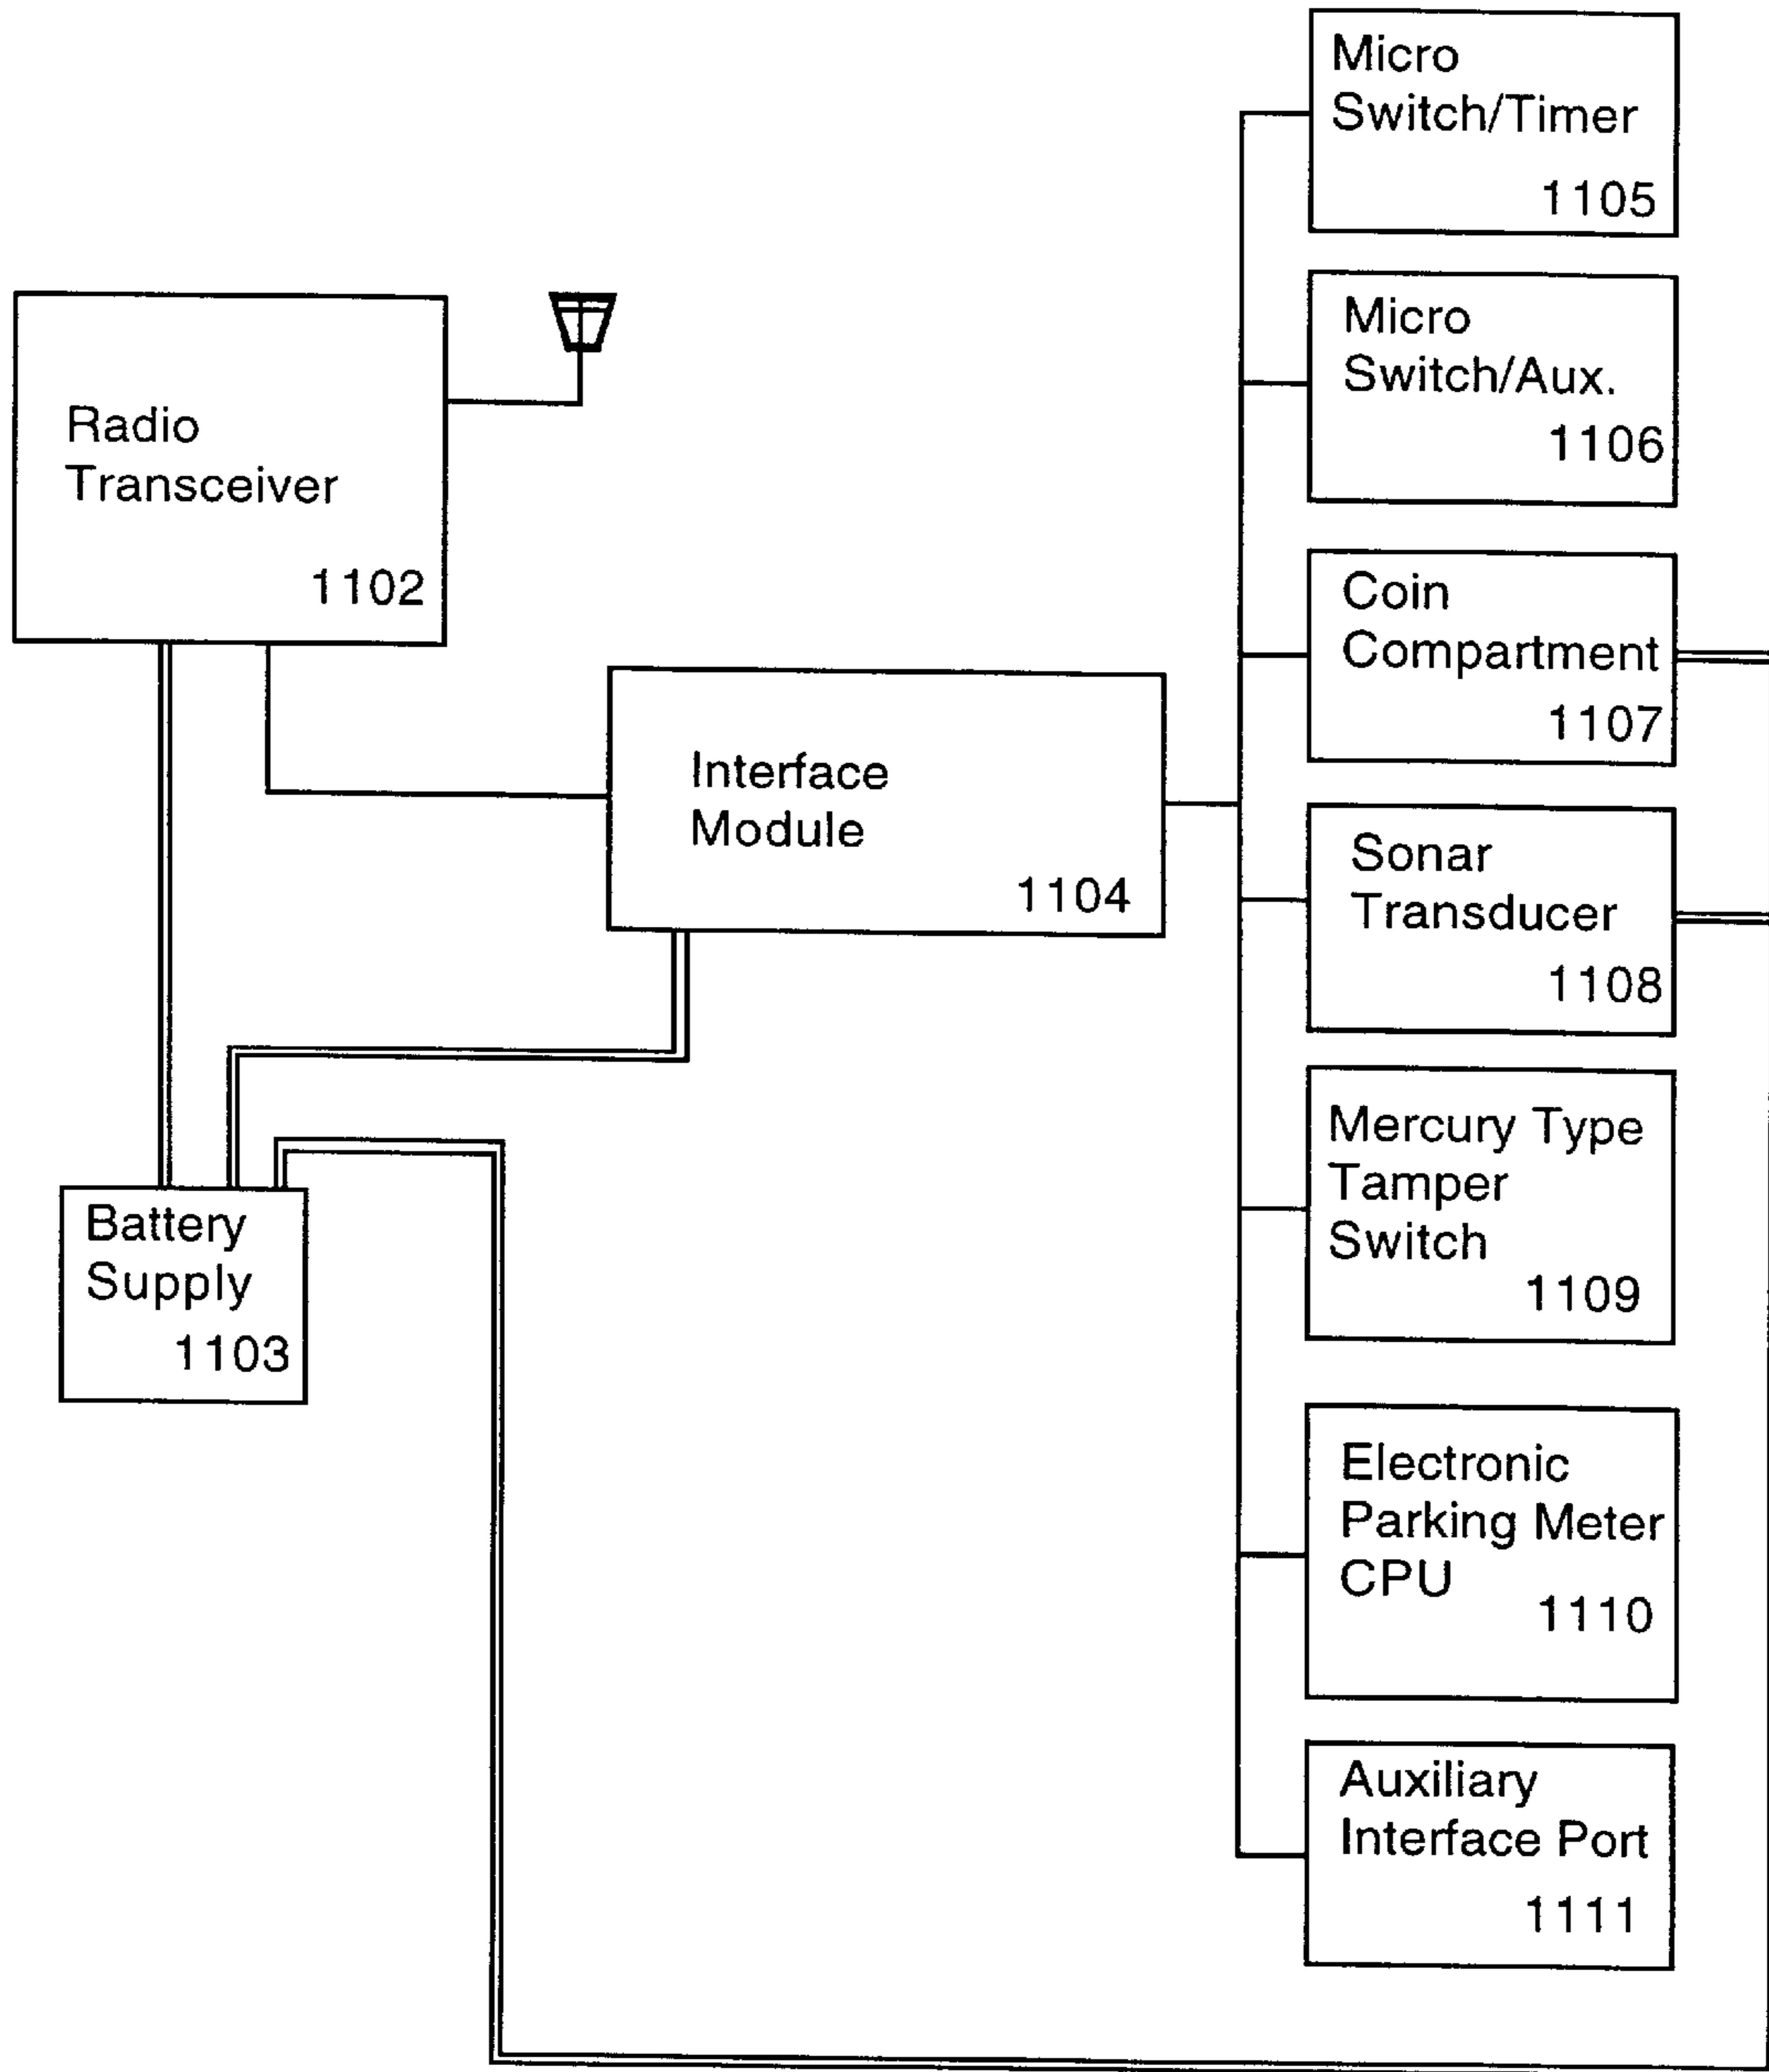 Micro
Switch/Timer
1105
Micro
Switch/Aux.
1106
Radio
Transceiver
1102
Coin
Compartment
1107
Interface
Module
1104
Sonar
Transducer
1108
Mercury Type
Tamper
Switch
1109
Battery
Supply
1103
Electronic
Parking Meter
CPU
1110
Auxiliary
Interface Port
1111